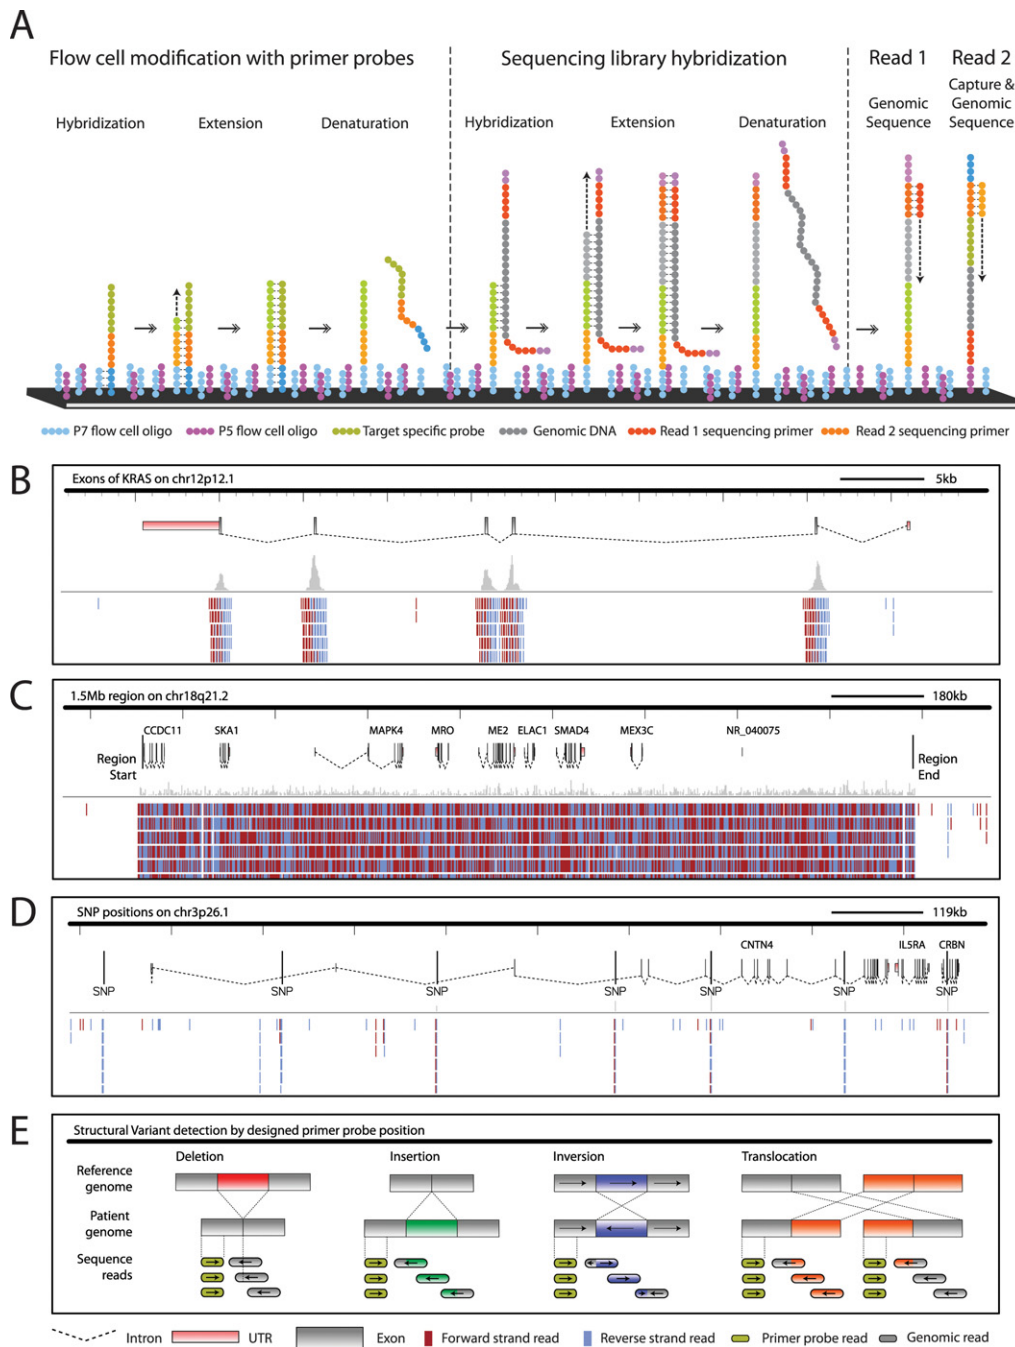 A
Flow cell modification with primer probes
Sequencing library hybridization
Read 1
Read 2
Hybridization
Extension
Denaturation
Hybridization
Extension
Denaturation
Genomic
Sequence
Capture &
Genomic
Sequence
P7 flow cell oligo
P5 flow cell oligo
Target specific probe
Genomic DNA
Read 1 sequencing primer
Read 2 sequencing primer
B
Exons of KRAS on chr12p12.1
5kb
C
1.5Mb region on chr18q21.2
180kb
CCDC11
SKA1
MAPK4
MRO
ME2
ELAC1
SMAD4
MEX3C
NR_040075
Region
Start
Region
End
D
SNP positions on chr3p26.1
119kb
CNTN4
IL5RA
CRBN
SNP
SNP
SNP
SNP
SNP
SNP
SNP
E
Structural Variant detection by designed primer probe position
Deletion
Insertion
Inversion
Translocation
Reference
genome
Patient
genome
Sequence
reads
Intron
UTR
Exon
Forward strand read
Reverse strand read
Primer probe read
Genomic read